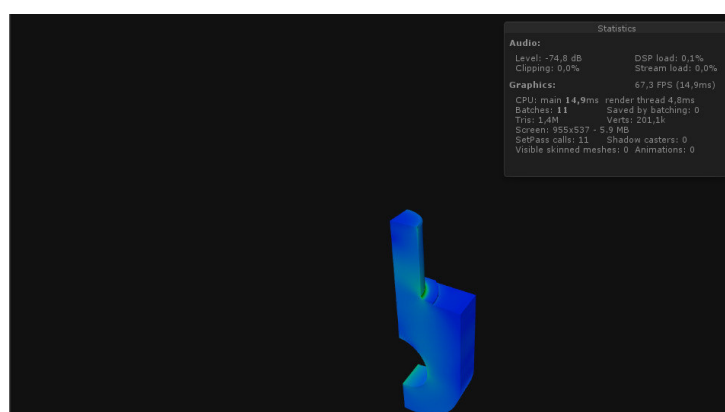 Statistics
Audio:
Level: -74,8 dB DSP load: 0,1%
Clipping: 0,0% Stream load: 0,0%
Graphics: 67,3 FPS (14,9ms)
CPU: main 14,9ms render thread 4,8ms
Batches: 11 Saved by batching: 0
Tris: 1,4M Verts: 201,1k
Screen: 955x537 - 5.9 MB
SetPass calls: 11 Shadow casters: 0
Visible skinned meshes: 0 Animations: 0